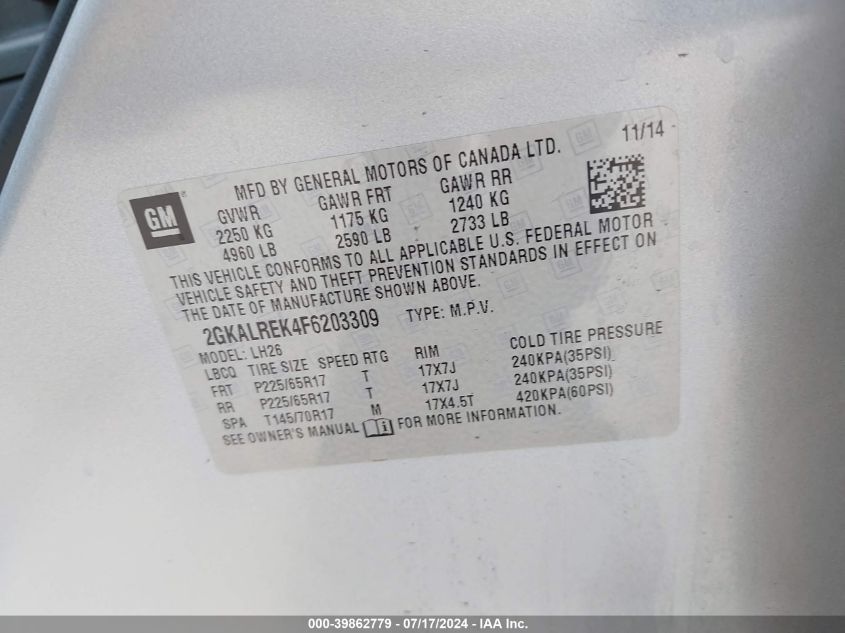 GM ®
MFD BY GENERAL MOTORS OF CANADA LTD. 11/14
GVWR GAWR FRT GAWR RR
2250 KG 1175 KG 1240 KG
4960 LB 2590 LB 2733 LB
THIS VEHICLE CONFORMS TO ALL APPLICABLE U.S. FEDERAL MOTOR
VEHICLE SAFETY AND THEFT PREVENTION STANDARDS IN EFFECT ON
THE DATE OF MANUFACTURE SHOWN ABOVE.
2GKALREK4F6203309 TYPE: M.P.V.
MODEL: LH26
LBCQ TIRE SIZE SPEED RTG RIM COLD TIRE PRESSURE
FRT P225/65R17 T 17X7J 240KPA(35PSI)
RR P225/65R17 T 17X7J 240KPA(35PSI)
SPA T145/70R17 M 17X4.5T 420KPA(60PSI)
SEE OWNER'S MANUAL FOR MORE INFORMATION.
000-39862779 - 07/17/2024 - IAA Inc.